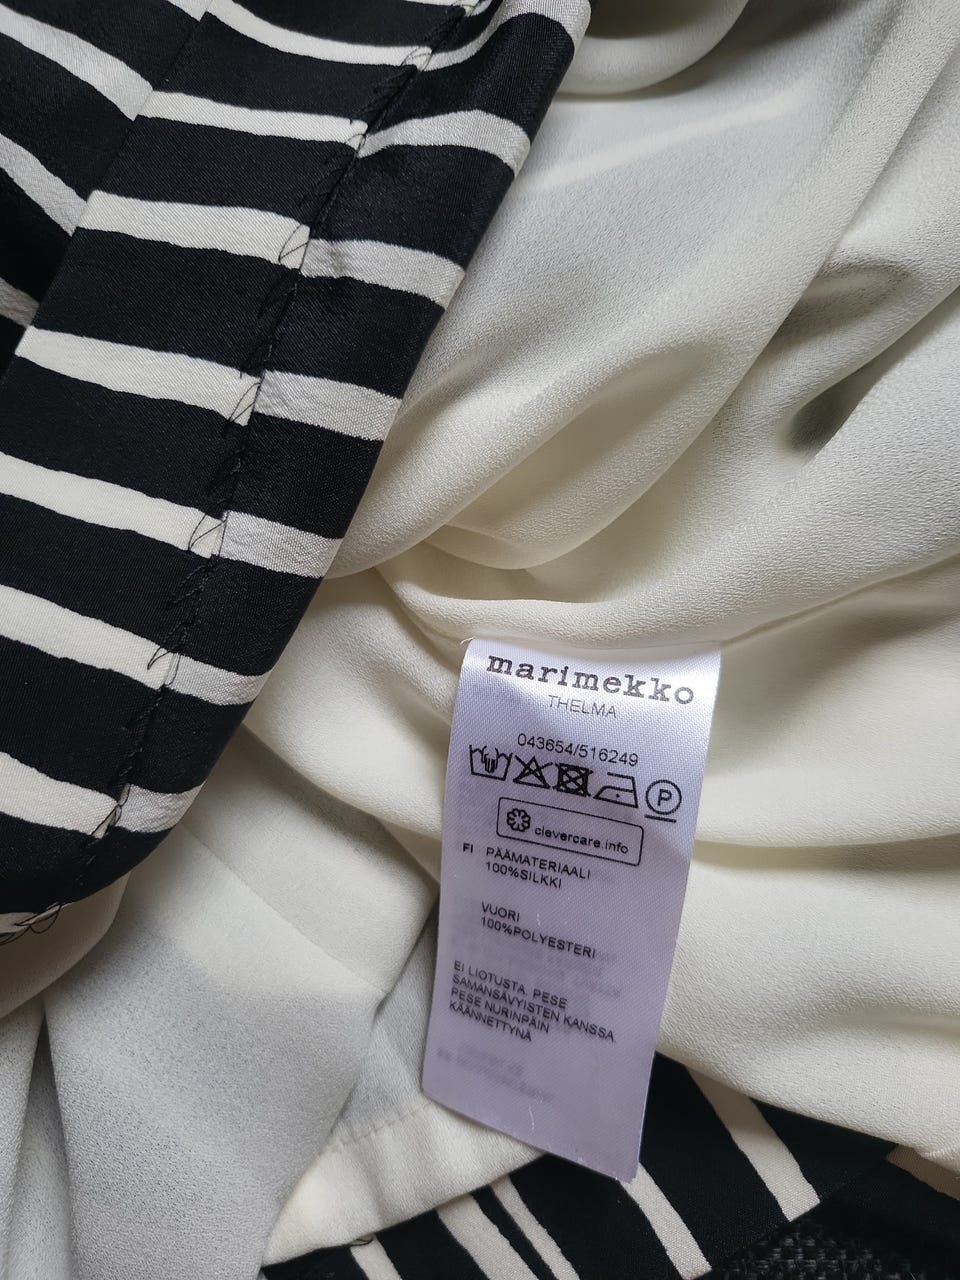 marimekko
THELMA
043654/516249
P
clevercare.info
FI PÄÄMATERIAALI
100%SILKKI
VUORI
100%POLYESTERI
EI LIOTUSTA. PESE
SAMANSÄVYISTEN KANSSA.
PESE NURINPÄIN
KÄÄNNETTYNÄ